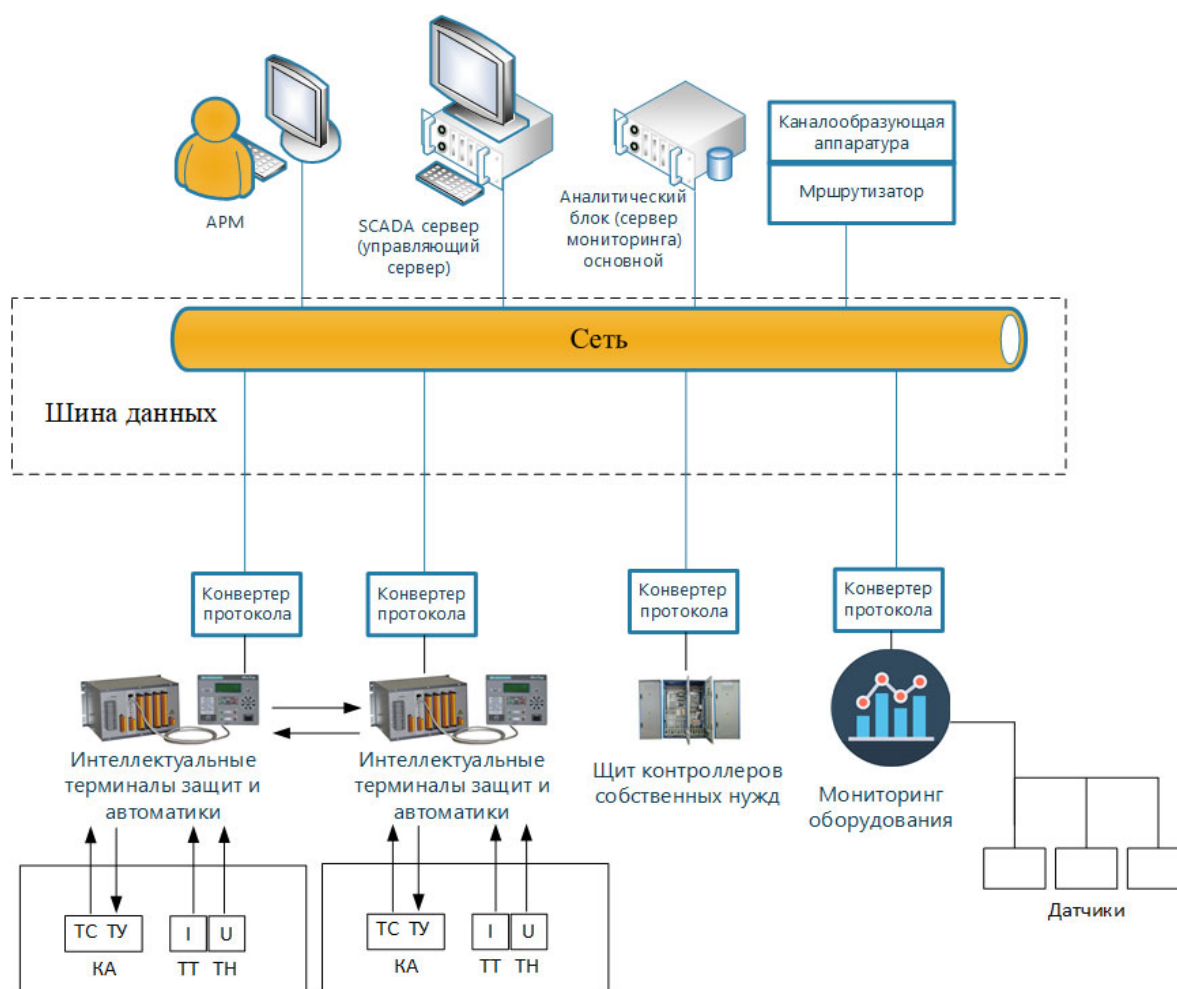 Каналообразующая
аппаратура
Мршрутизатор
АРМ
SCADA сервер
(управляющий
сервер)
Аналитический
блок (сервер
мониторинга)
основной
Сеть
Шина данных
Конвертер
протокола
Конвертер
протокола
Конвертер
протокола
Конвертер
протокола
Интеллектуальные
терминалы защит и
автоматики
Интеллектуальные
терминалы защит и
автоматики
Щит контроллеров
собственных нужд
Мониторинг
оборудования
Датчики
ТС ТУ
I U
КА
ТТ ТН
ТС ТУ
I U
КА
ТТ ТН